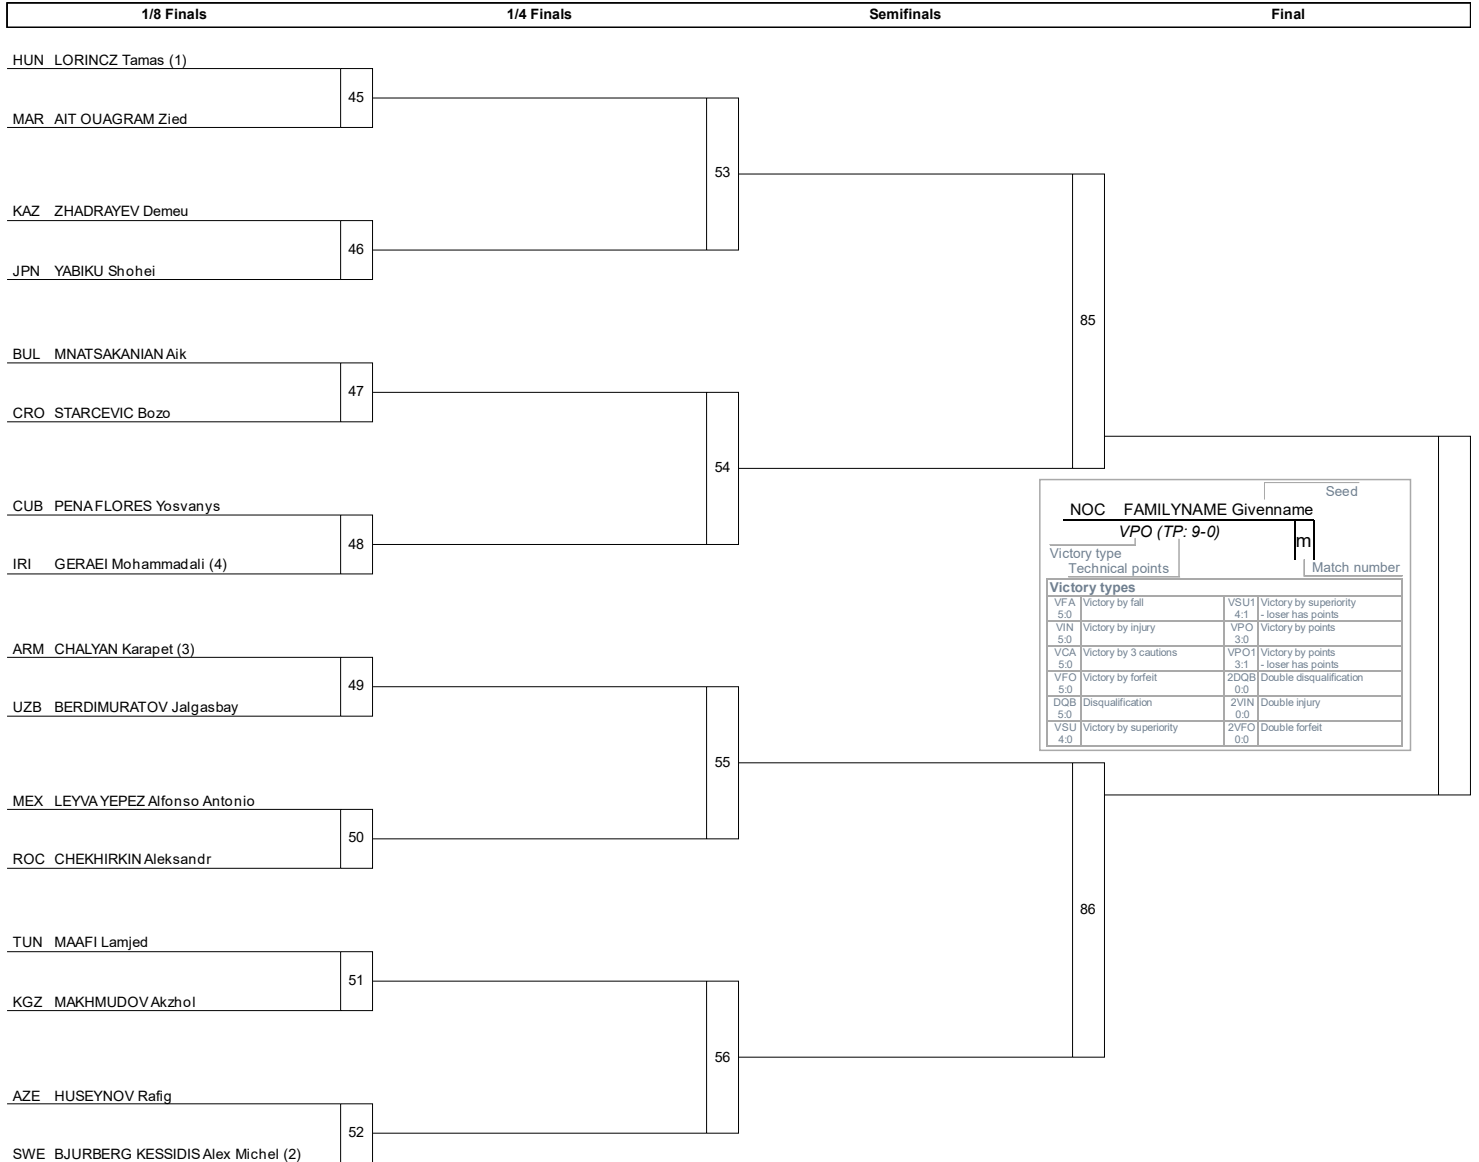 1/8 Finals 1/4 Finals Semifinals Final
HUN LORINCZ Tamas (1)
45
MAR AIT OUAGRAM Zied
53
KAZ ZHADRAYEV Demeu
46
JPN YABIKU Shohei
85
BUL MNATSAKANIAN Aik
47
CRO STARCEVIC Bozo
54
CUB PENA FLORES Yosvanys
48
IRI GERAEI Mohammadali (4)
Seed
NOC FAMILYNAME Givenname
VPO (TP: 9-0)
m
Victory type
Technical points
Match number
Victory types
VFA Victory by fall VSU1 Victory by superiority
5:0 4:1 - loser has points
VIN Victory by injury VPO Victory by points
5:0 3:0
VCA Victory by 3 cautions VPO1 Victory by points
5:0 3:1 - loser has points
VFO Victory by forfeit 2DQB Double disqualification
5:0 0:0
DQB Disqualification 2VIN Double injury
5:0 0:0
VSU Victory by superiority 2VFO Double forfeit
4:0 0:0
ARM CHALYAN Karapet (3)
49
UZB BERDIMURATOV Jalgasbay
55
MEX LEYVA YEPEZ Alfonso Antonio
50
ROC CHEKHIRKIN Aleksandr
86
TUN MAAFI Lamjed
51
KGZ MAKHMUDOV Akzhol
56
AZE HUSEYNOV Rafig
52
SWE BJURBERG KESSIDIS Alex Michel (2)